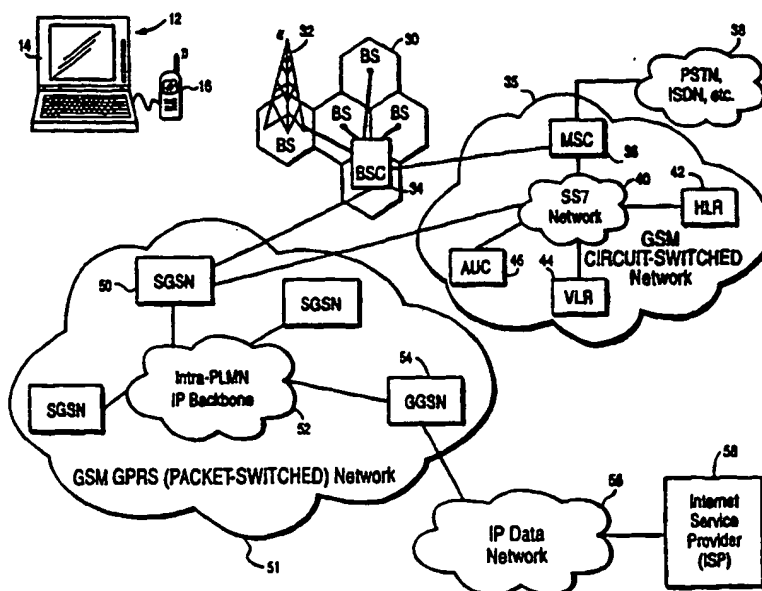 12
14
16
32
30
BS
BS
BS
BS
BSC
34
35
38
PSTN,
ISDN, etc.
MSC
36
40
42
SS7
Network
HLR
GSM
CIRCUIT-SWITCHED
Network
AUC
46
44
VLR
SGSN
50
SGSN
SGSN
Intra-PLMN
IP Backbone
52
54
GGSN
GSM GPRS (PACKET-SWITCHED) Network
51
56
IP Data
Network
58
Internet
Service
Provider
(ISP)